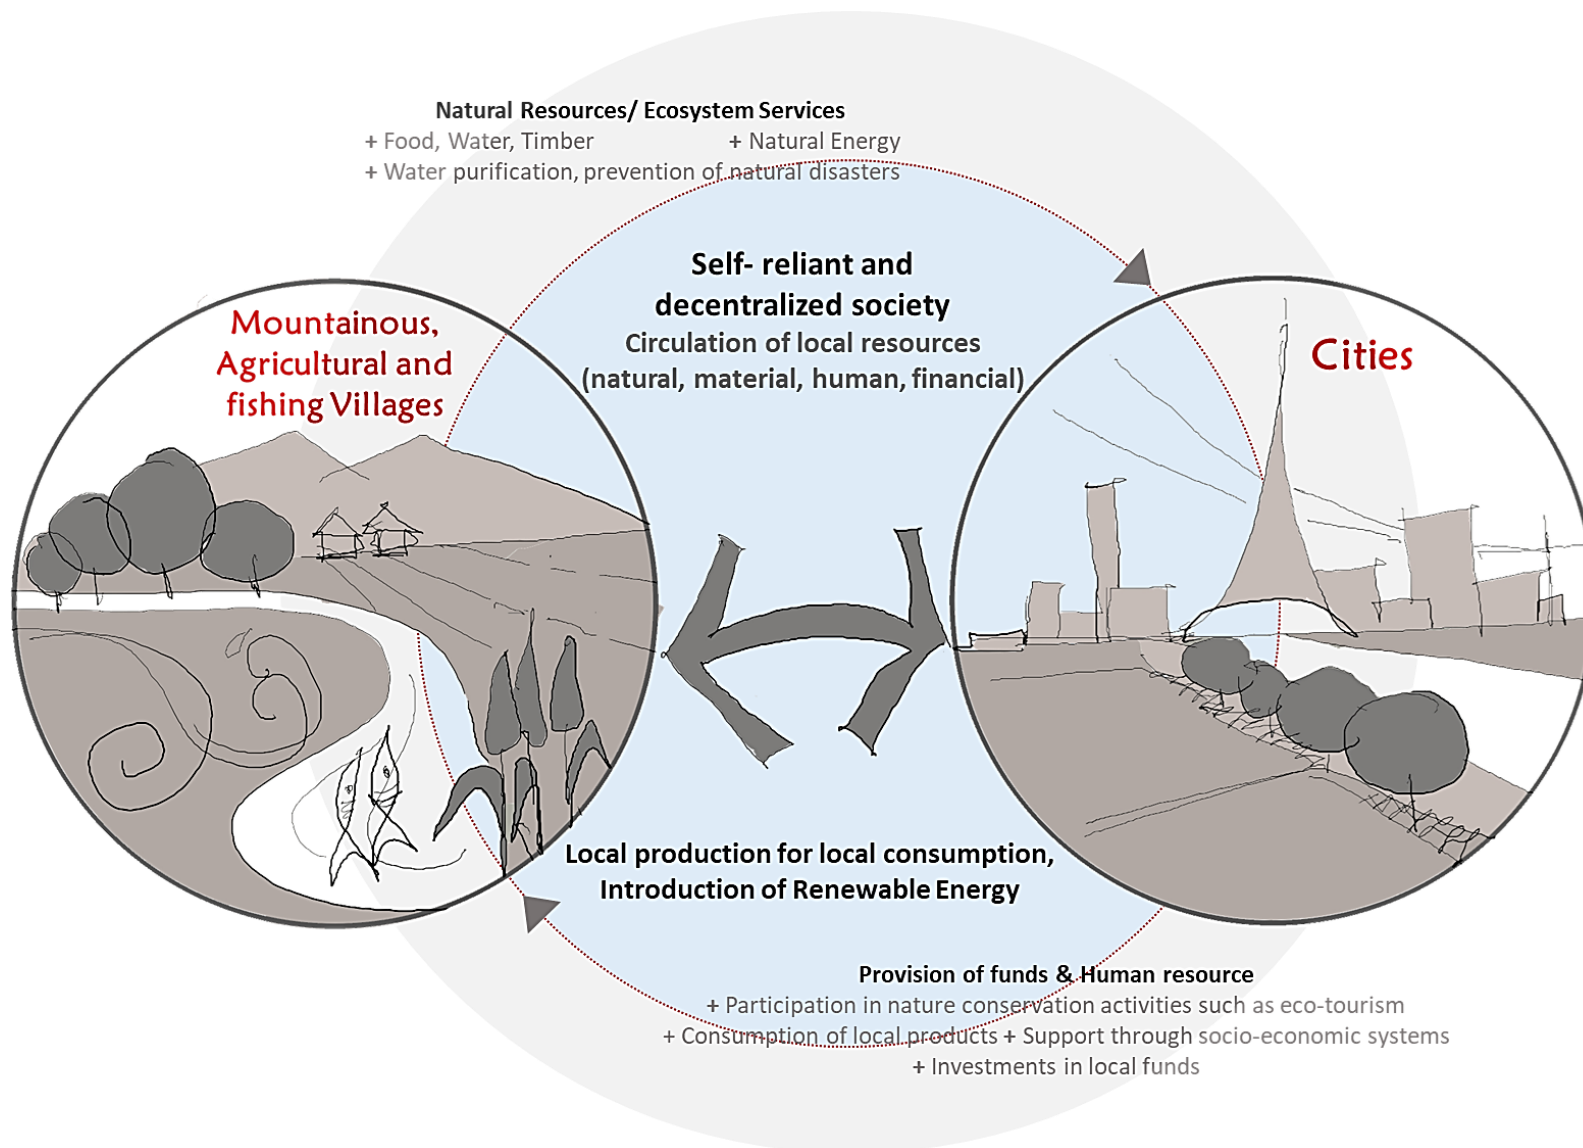 Natural Resources/ Ecosystem Services
+ Food, Water, Timber + Natural Energy
+ Water purification, prevention of natural disasters
Self- reliant and
decentralized society
Circulation of local resources
(natural, material, human, financial)
Mountainous,
Agricultural and
fishing Villages
Cities
Local production for local consumption,
Introduction of Renewable Energy
Provision of funds & Human resource
+ Participation in nature conservation activities such as eco-tourism
+ Consumption of local products + Support through socio-economic systems
+ Investments in local funds